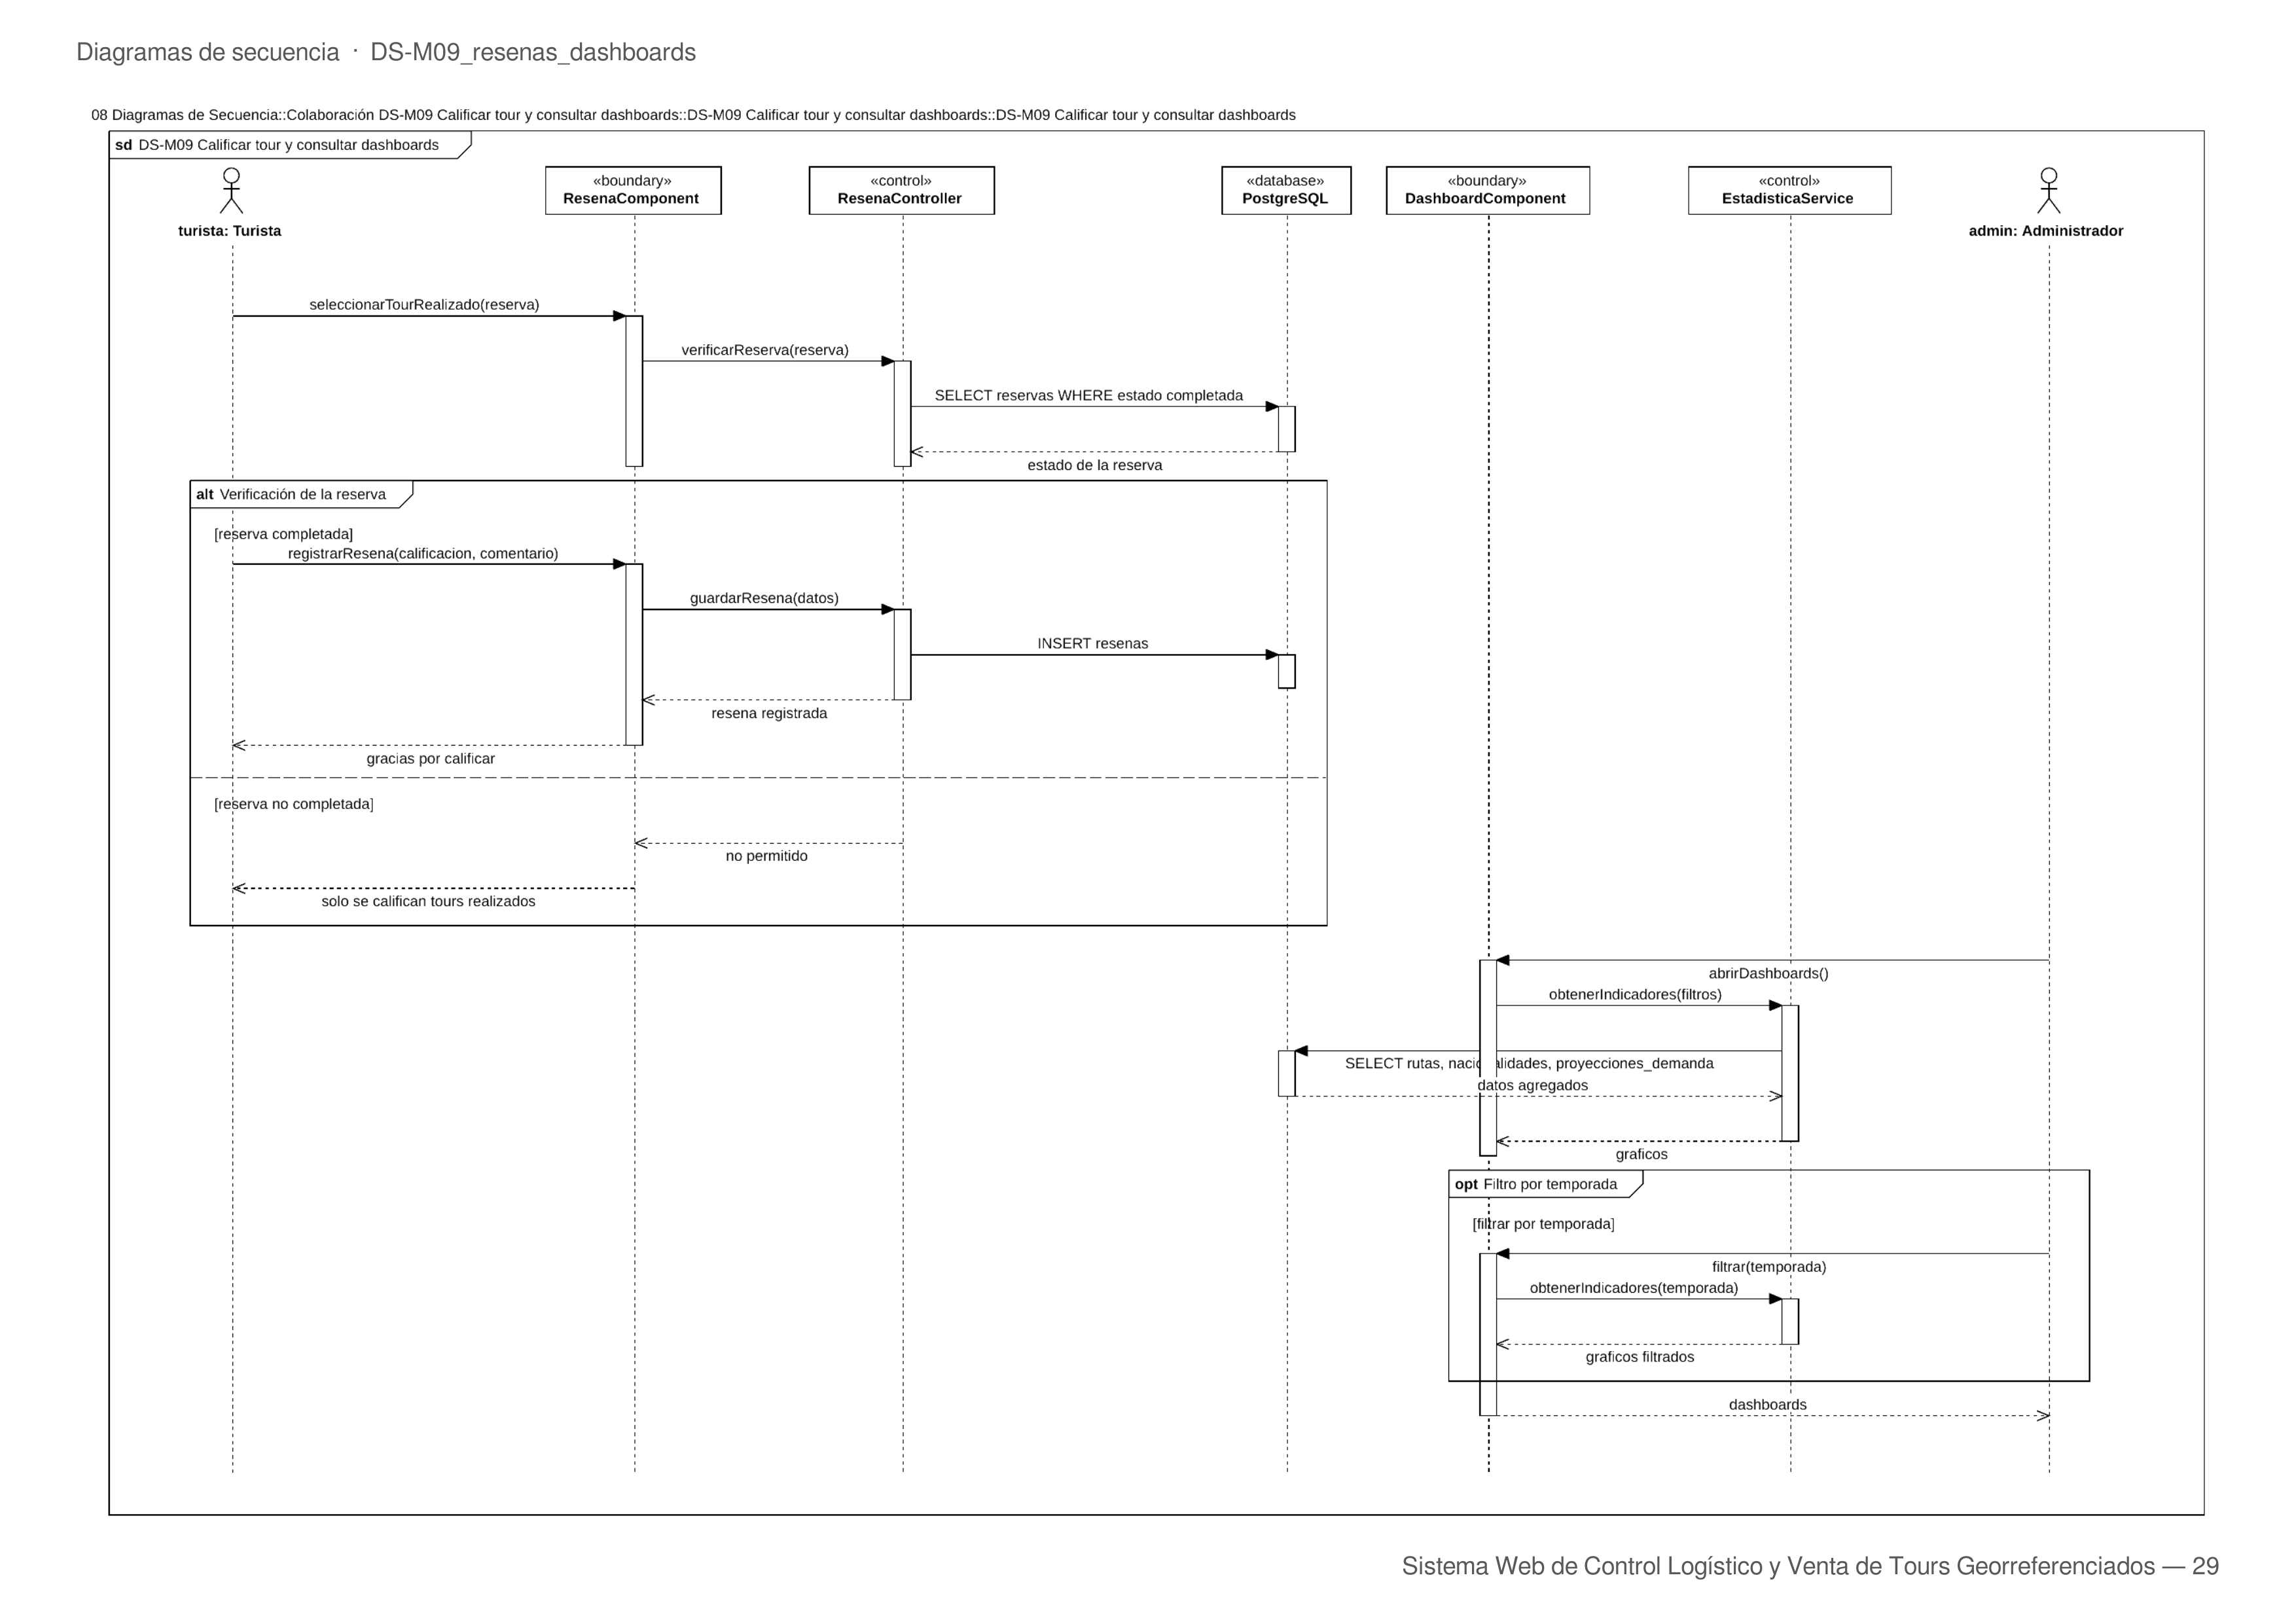 Diagramas de secuencia · DS-M09_resenas_dashboards
08 Diagramas de Secuencia::Colaboración DS-M09 Calificar tour y consultar dashboards::DS-M09 Calificar tour y consultar dashboards::DS-M09 Calificar tour y consultar dashboards
sd DS-M09 Calificar tour y consultar dashboards
«boundary»
ResenaComponent
«control»
ResenaController
«database»
PostgreSQL
«boundary»
DashboardComponent
«control»
EstadisticaService
turista: Turista
admin: Administrador
seleccionarTourRealizado(reserva)
verificarReserva(reserva)
SELECT reservas WHERE estado completada
estado de la reserva
alt Verificación de la reserva
[reserva completada]
registrarResena(calificacion, comentario)
guardarResena(datos)
INSERT resenas
resena registrada
gracias por calificar
[reserva no completada]
no permitido
solo se califican tours realizados
abrirDashboards()
obtenerIndicadores(filtros)
SELECT rutas, nacionalidades, proyecciones_demanda
datos agregados
graficos
opt Filtro por temporada
[filtrar por temporada]
filtrar(temporada)
obtenerIndicadores(temporada)
graficos filtrados
dashboards
Sistema Web de Control Logístico y Venta de Tours Georreferenciados — 29